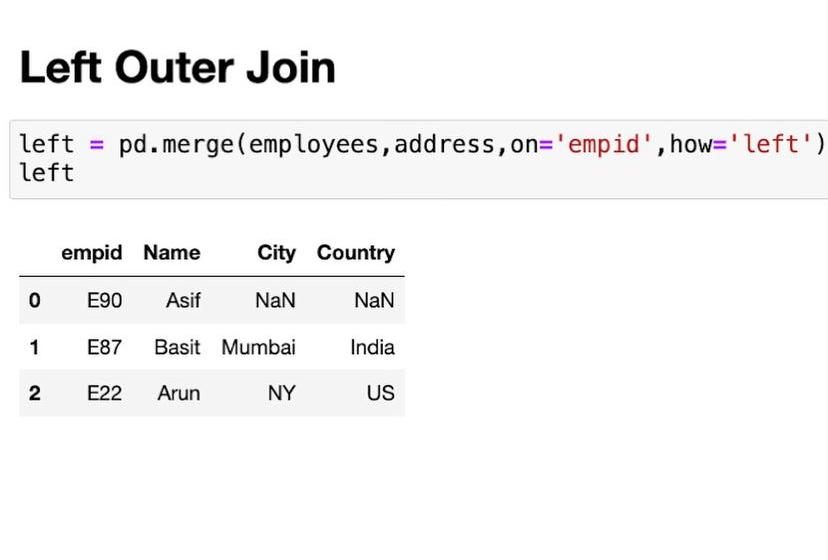 Left Outer Join
left = pd.merge(employees,address,on='empid',how='left')
left
empid Name City Country
0 E90 Asif NaN NaN
1 E87 Basit Mumbai India
2 E22 Arun NY US